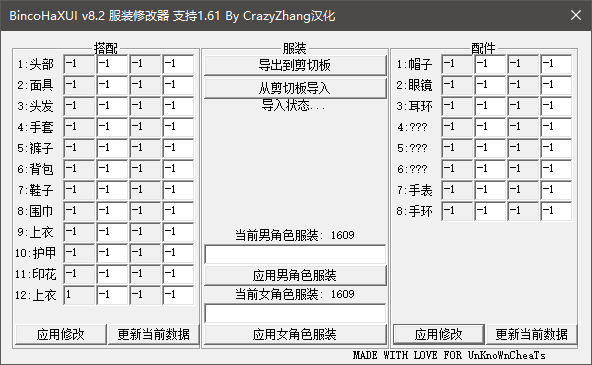 BincoHaXUI v8.2 服装修改器 支持1.61 By CrazyZhang汉化
搭配
1:头部 -1 -1 -1 -1
2:面具 -1 -1 -1 -1
3:头发 -1 -1 -1 -1
4:手套 -1 -1 -1 -1
5:裤子 -1 -1 -1 -1
6:背包 -1 -1 -1 -1
7:鞋子 -1 -1 -1 -1
8:围巾 -1 -1 -1 -1
9:上衣 -1 -1 -1 -1
10:护甲 -1 -1 -1 -1
11:印花 -1 -1 -1 -1
12:上衣 1 -1 -1 -1
应用修改 更新当前数据
服装
导出到剪切板
从剪切板导入
导入状态...
当前男角色服装: 1609
应用男角色服装
当前女角色服装: 1609
应用女角色服装
配件
1:帽子 -1 -1 -1 -1
2:眼镜 -1 -1 -1 -1
3:耳环 -1 -1 -1 -1
4:??? -1 -1 -1 -1
5:??? -1 -1 -1 -1
6:??? -1 -1 -1 -1
7:手表 -1 -1 -1 -1
8:手环 -1 -1 -1 -1
应用修改 更新当前数据
MADE WITH LOVE FOR UnKnoWnCheaTs